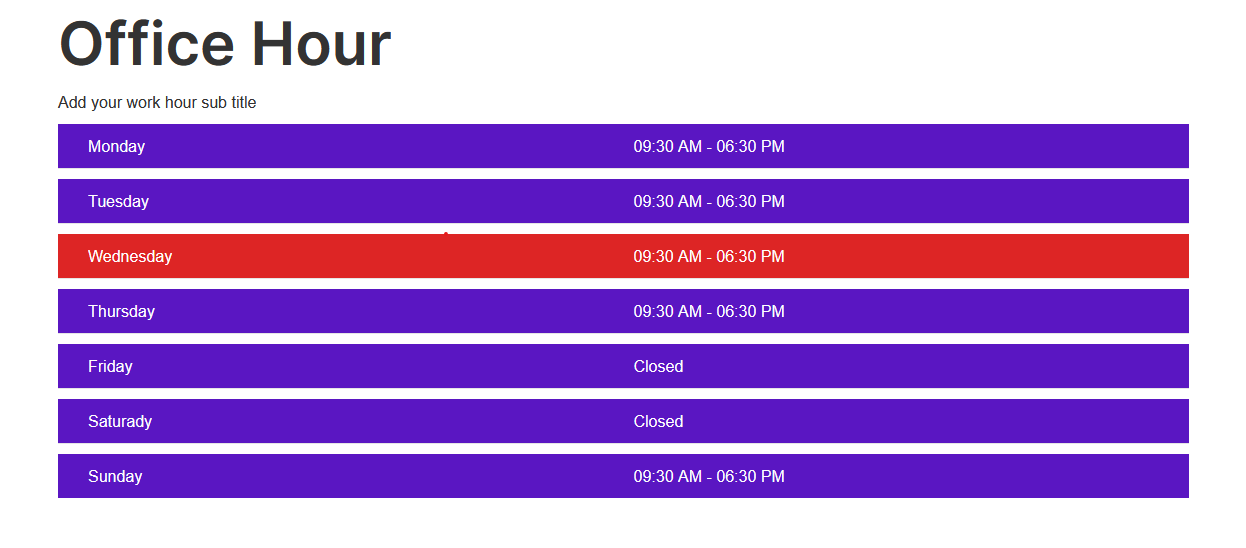 Office Hour
Add your work hour sub title
Monday 09:30 AM - 06:30 PM
Tuesday 09:30 AM - 06:30 PM
Wednesday 09:30 AM - 06:30 PM
Thursday 09:30 AM - 06:30 PM
Friday Closed
Saturady Closed
Sunday 09:30 AM - 06:30 PM